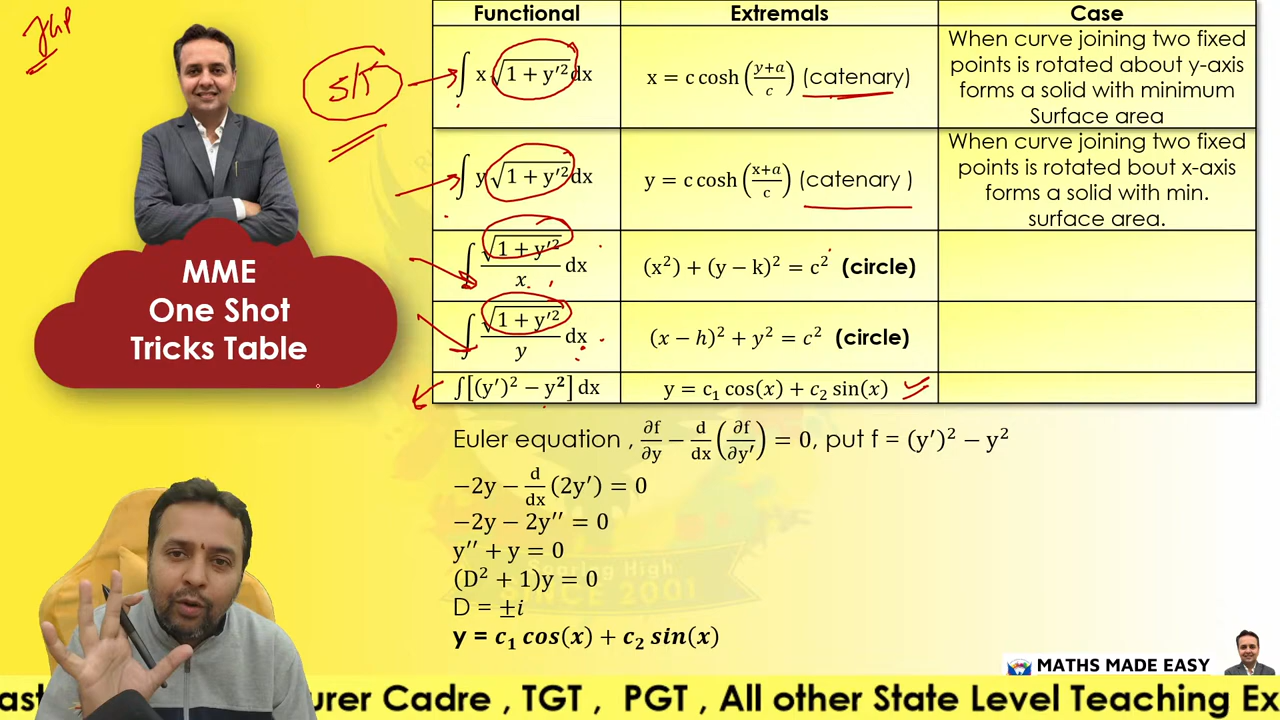 Functional Extremals Case
∫ x √(1 + y′²) dx x = c cosh ((y+a)/c) (catenary) When curve joining two fixed
points is rotated about y-axis
forms a solid with minimum
Surface area
∫ y √(1 + y′²) dx y = c cosh ((x+a)/c) (catenary ) When curve joining two fixed
points is rotated bout x-axis
forms a solid with min.
surface area.
∫ √(1 + y′²)/x dx (x²) + (y − k)² = c² (circle)
∫ √(1 + y′²)/y dx (x − h)² + y² = c² (circle)
∫[(y′)² − y²] dx y = c₁ cos(x) + c₂ sin(x)
MME
One Shot
Tricks Table
Euler equation , ∂f/∂y − d/dx (∂f/∂y′) = 0, put f = (y′)² − y²
−2y − d/dx (2y′) = 0
−2y − 2y′′ = 0
y′′ + y = 0
(D² + 1)y = 0
D = ±i
y = c₁ cos(x) + c₂ sin(x)
Soaring High
SINCE 2001
MATHS MADE EASY
urer Cadre , TGT , PGT , All other State Level Teaching Ex